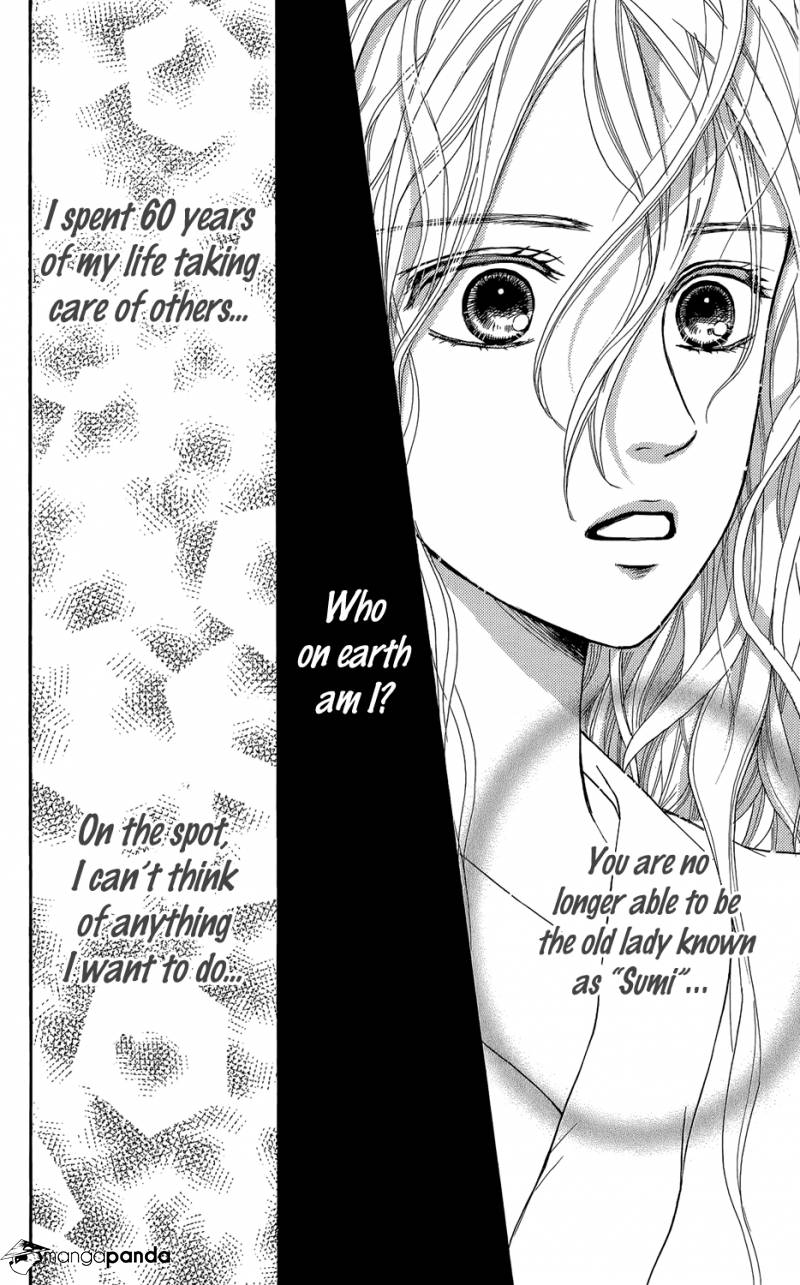 You are no
longer able to be
the old lady known
as "Sumi"...
Who
on earth
am I?
I spent 60 years
of my life taking
care of others...
On the spot,
I can't think
of anything
I want to do...
mangapanda